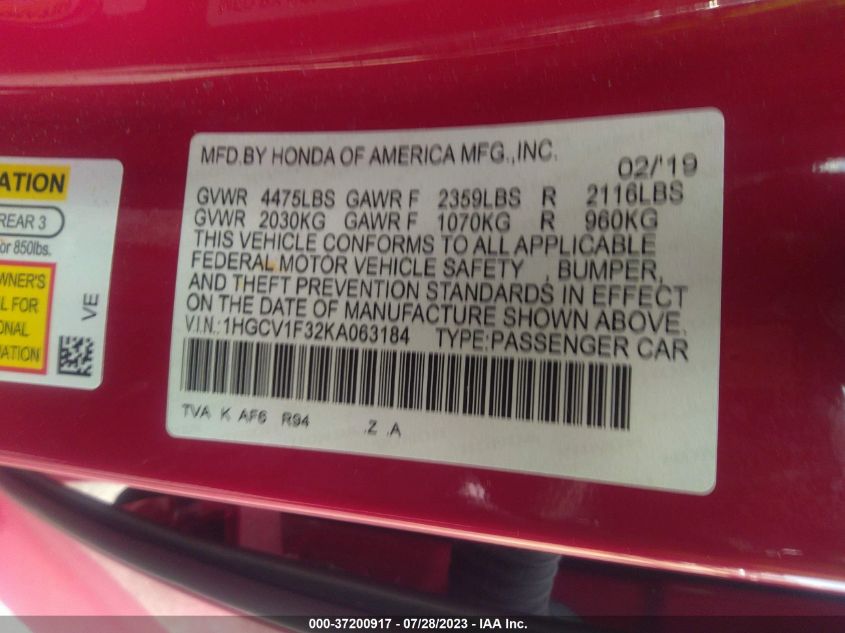 ATION
REAR 3
or 850lbs.
WNER'S
L FOR
ONAL
ATION
VE
MFD.BY HONDA OF AMERICA MFG.,INC.
02/'19
GVWR 4475LBS GAWR F 2359LBS R 2116LBS
GVWR 2030KG GAWR F 1070KG R 960KG
THIS VEHICLE CONFORMS TO ALL APPLICABLE
FEDERAL MOTOR VEHICLE SAFETY , BUMPER,
AND THEFT PREVENTION STANDARDS IN EFFECT
ON THE DATE OF MANUFACTURE SHOWN ABOVE.
V.I.N.:1HGCV1F32KA063184 TYPE:PASSENGER CAR
TVA K AF6 R94 .Z .A
000-37200917 / 07/28/2023 - IAA Inc.